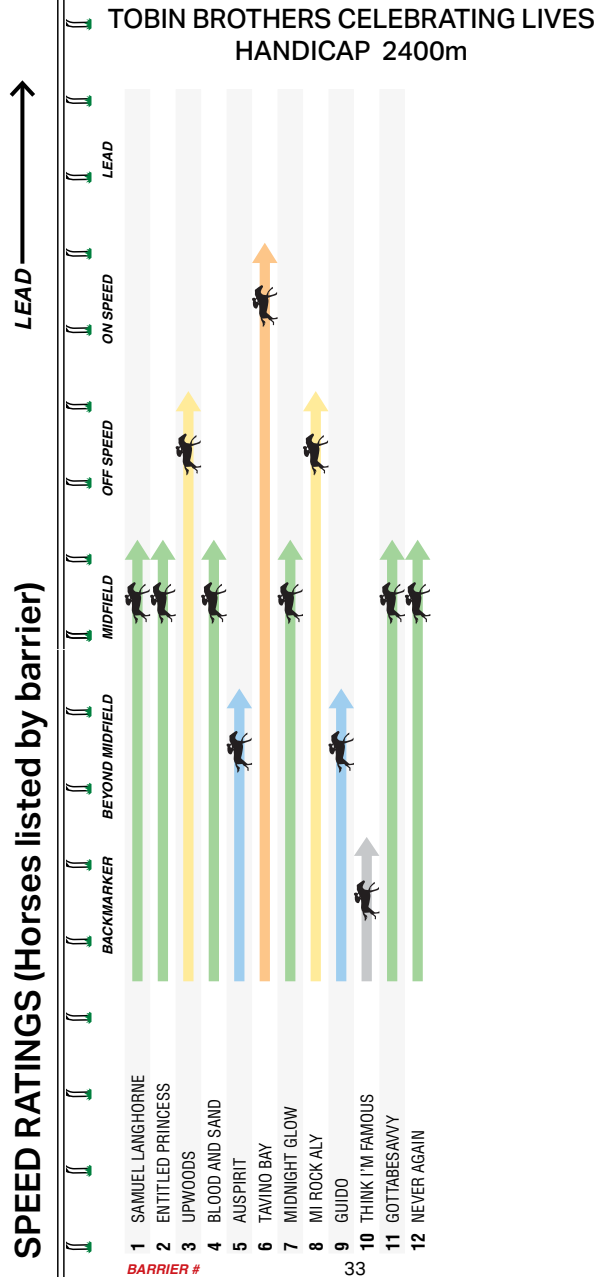 TOBIN BROTHERS CELEBRATING LIVES
HANDICAP 2400m
SPEED RATINGS (Horses listed by barrier)
LEAD
LEAD
ON SPEED
OFF SPEED
MIDFIELD
BEYOND MIDFIELD
BACKMARKER
1 SAMUEL LANGHORNE
2 ENTITLED PRINCESS
3 UPWOODS
4 BLOOD AND SAND
5 AUSPIRIT
6 TAVINO BAY
7 MIDNIGHT GLOW
8 MI ROCK ALY
9 GUIDO
10 THINK I'M FAMOUS
11 GOTTABESAVVY
12 NEVER AGAIN
BARRIER #
33